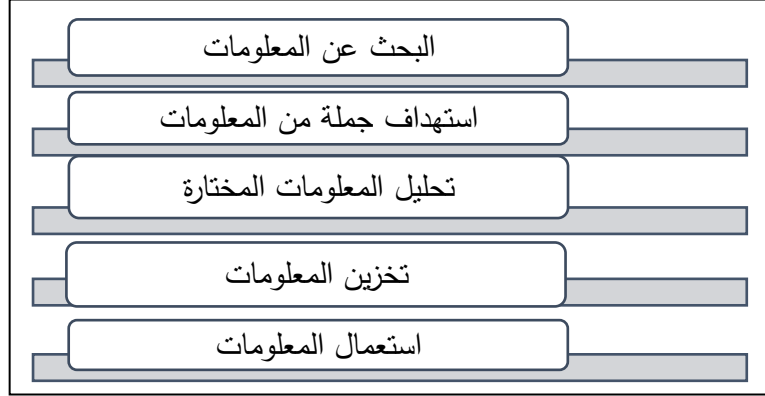 البحث عن المعلومات
استهداف جملة من المعلومات
تحليل المعلومات المختارة
تخزين المعلومات
استعمال المعلومات